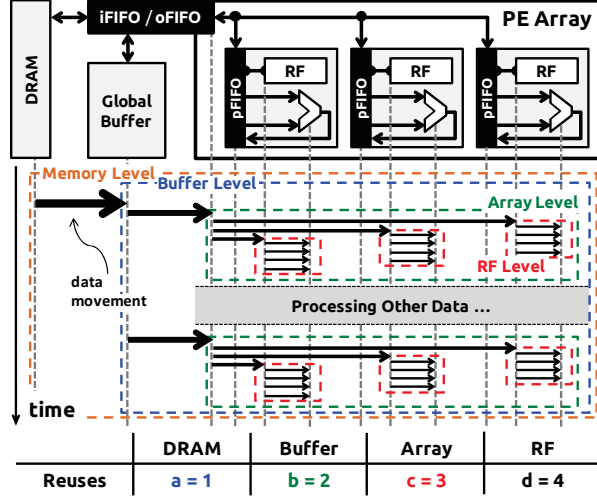 iFIFO / oFIFO
PE Array
DRAM
Global
Buffer
pFIFO
RF
pFIFO
RF
pFIFO
RF
Memory Level
Buffer Level
Array Level
RF Level
data
movement
Processing Other Data ...
time
DRAM
Buffer
Array
RF
Reuses
a = 1
b = 2
c = 3
d = 4